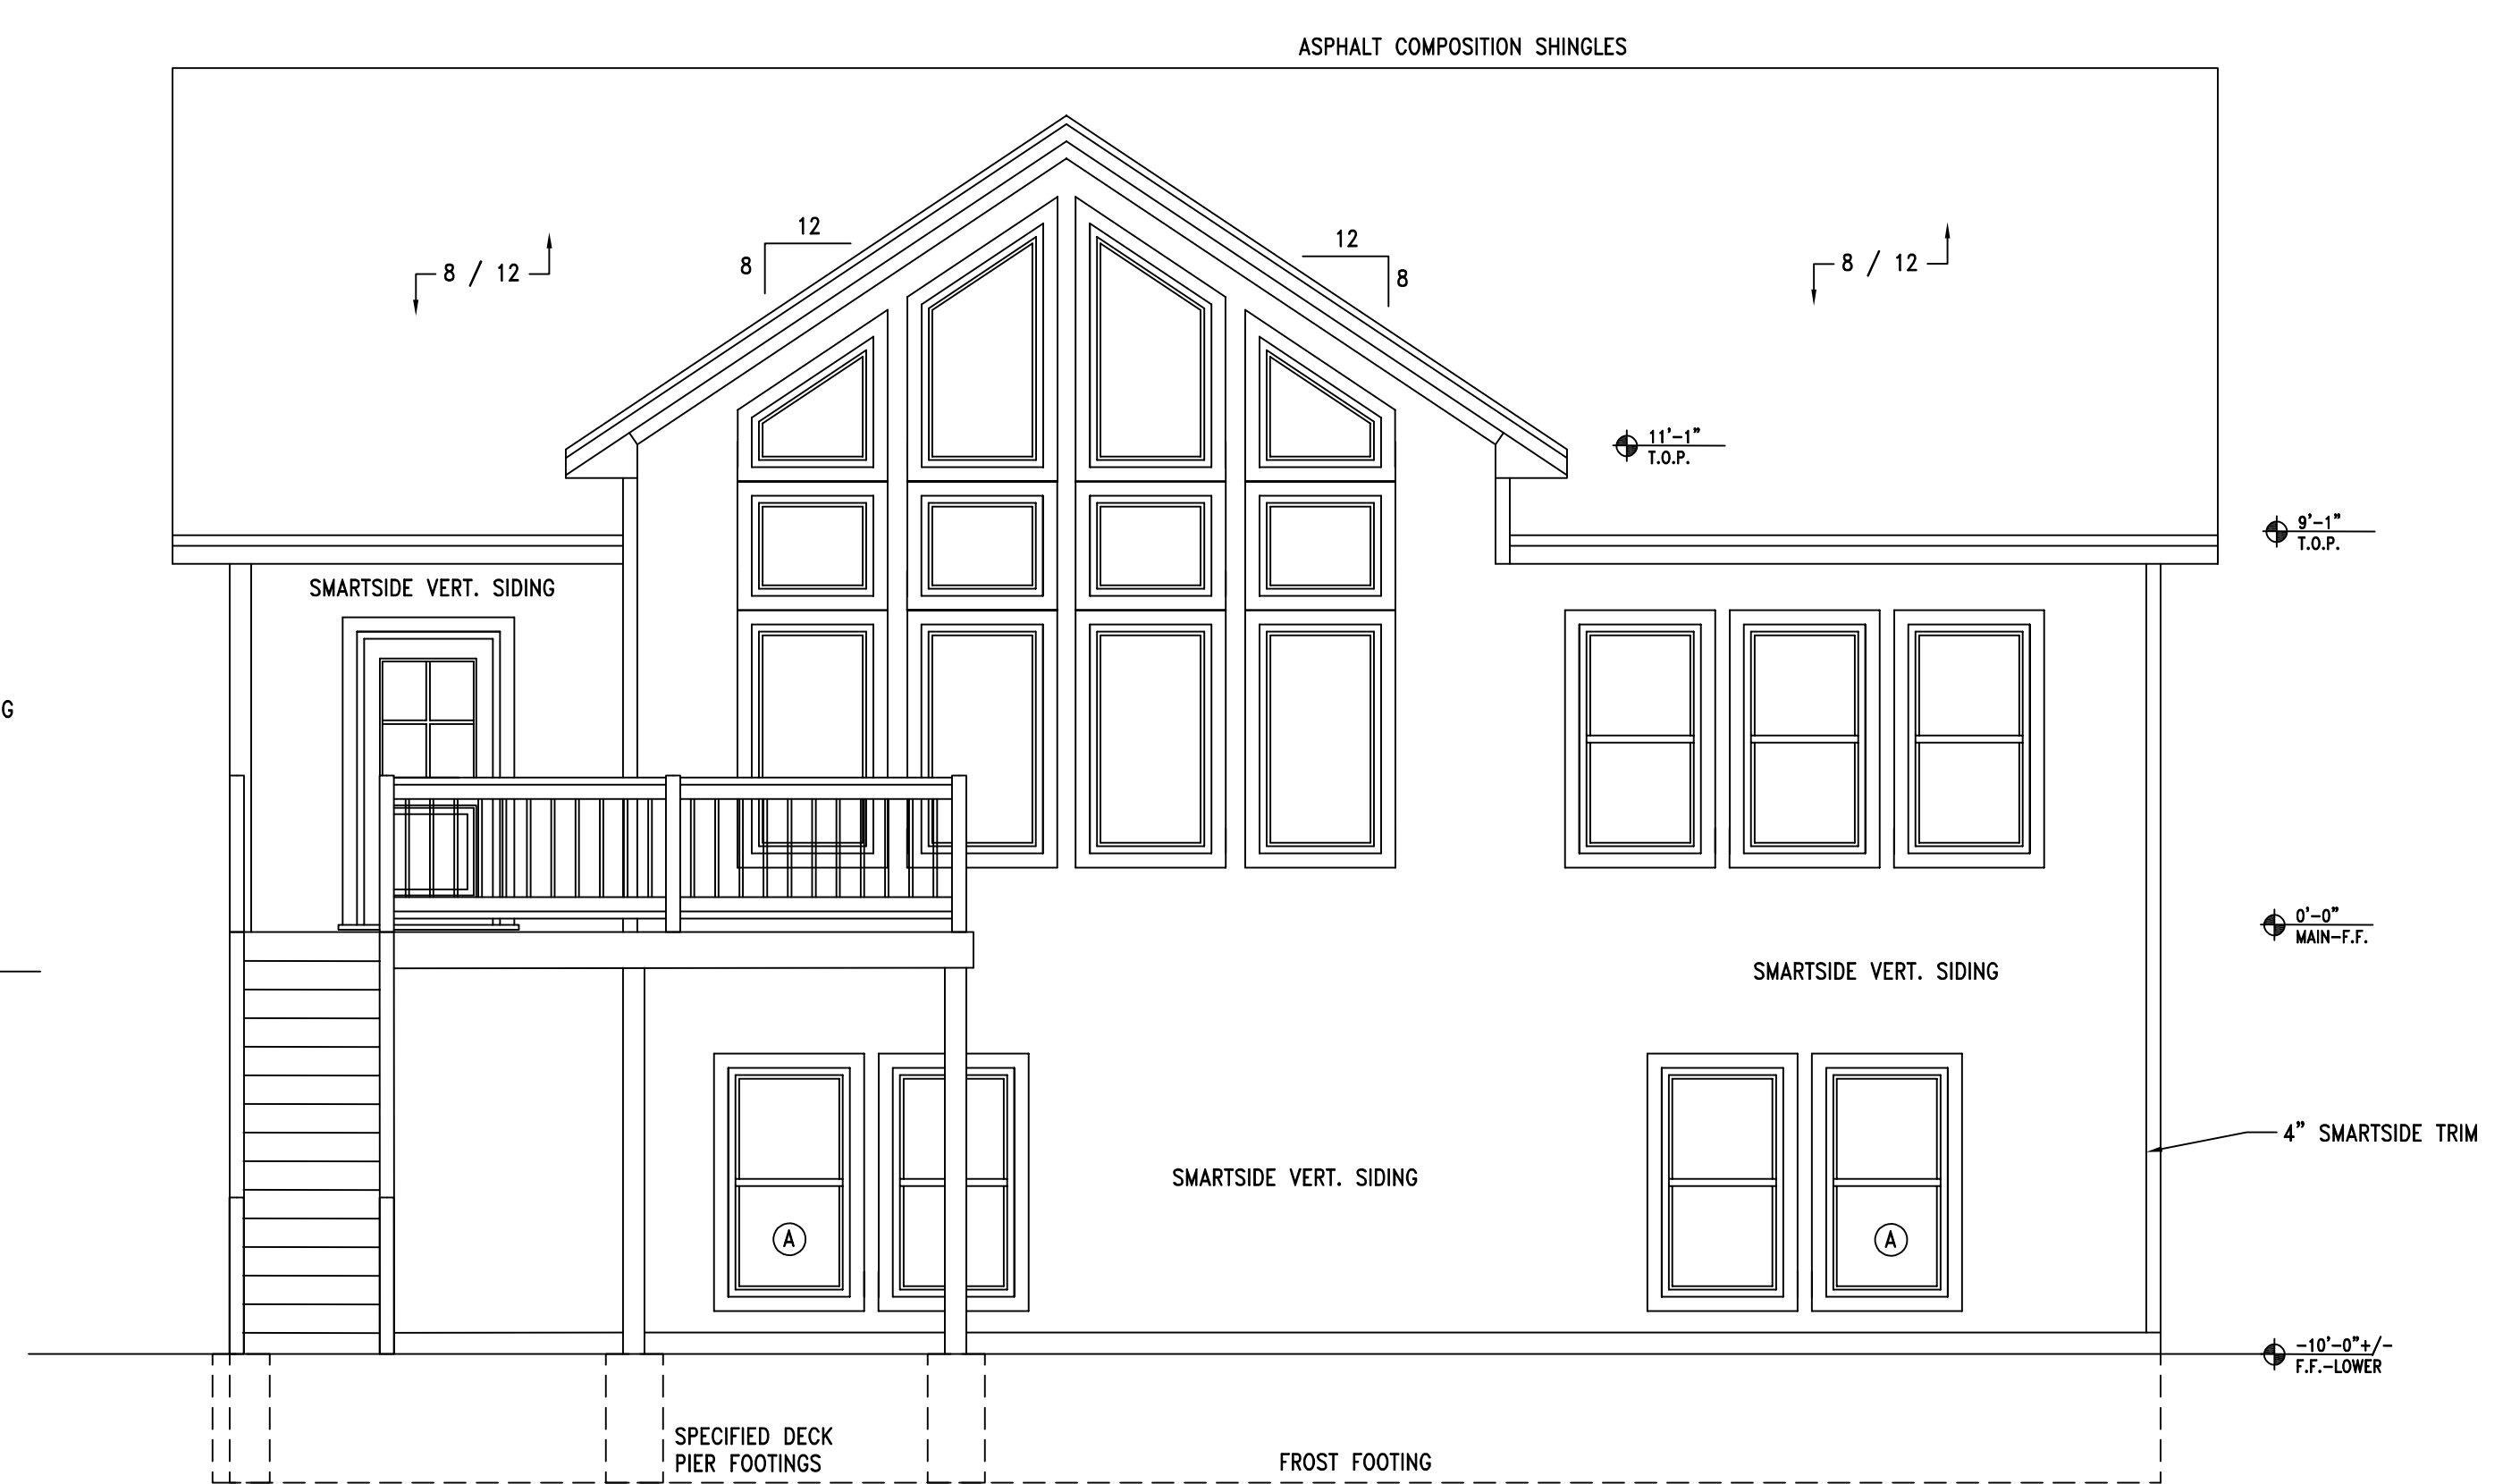 ASPHALT COMPOSITION SHINGLES
12
8
12
8
8 / 12
8 / 12
11'-1"
T.O.P.
9'-1"
T.O.P.
SMARTSIDE VERT. SIDING
G
0'-0"
MAIN-F.F.
SMARTSIDE VERT. SIDING
4" SMARTSIDE TRIM
SMARTSIDE VERT. SIDING
A
A
-10'-0"+/-
F.F.-LOWER
SPECIFIED DECK
PIER FOOTINGS
FROST FOOTING